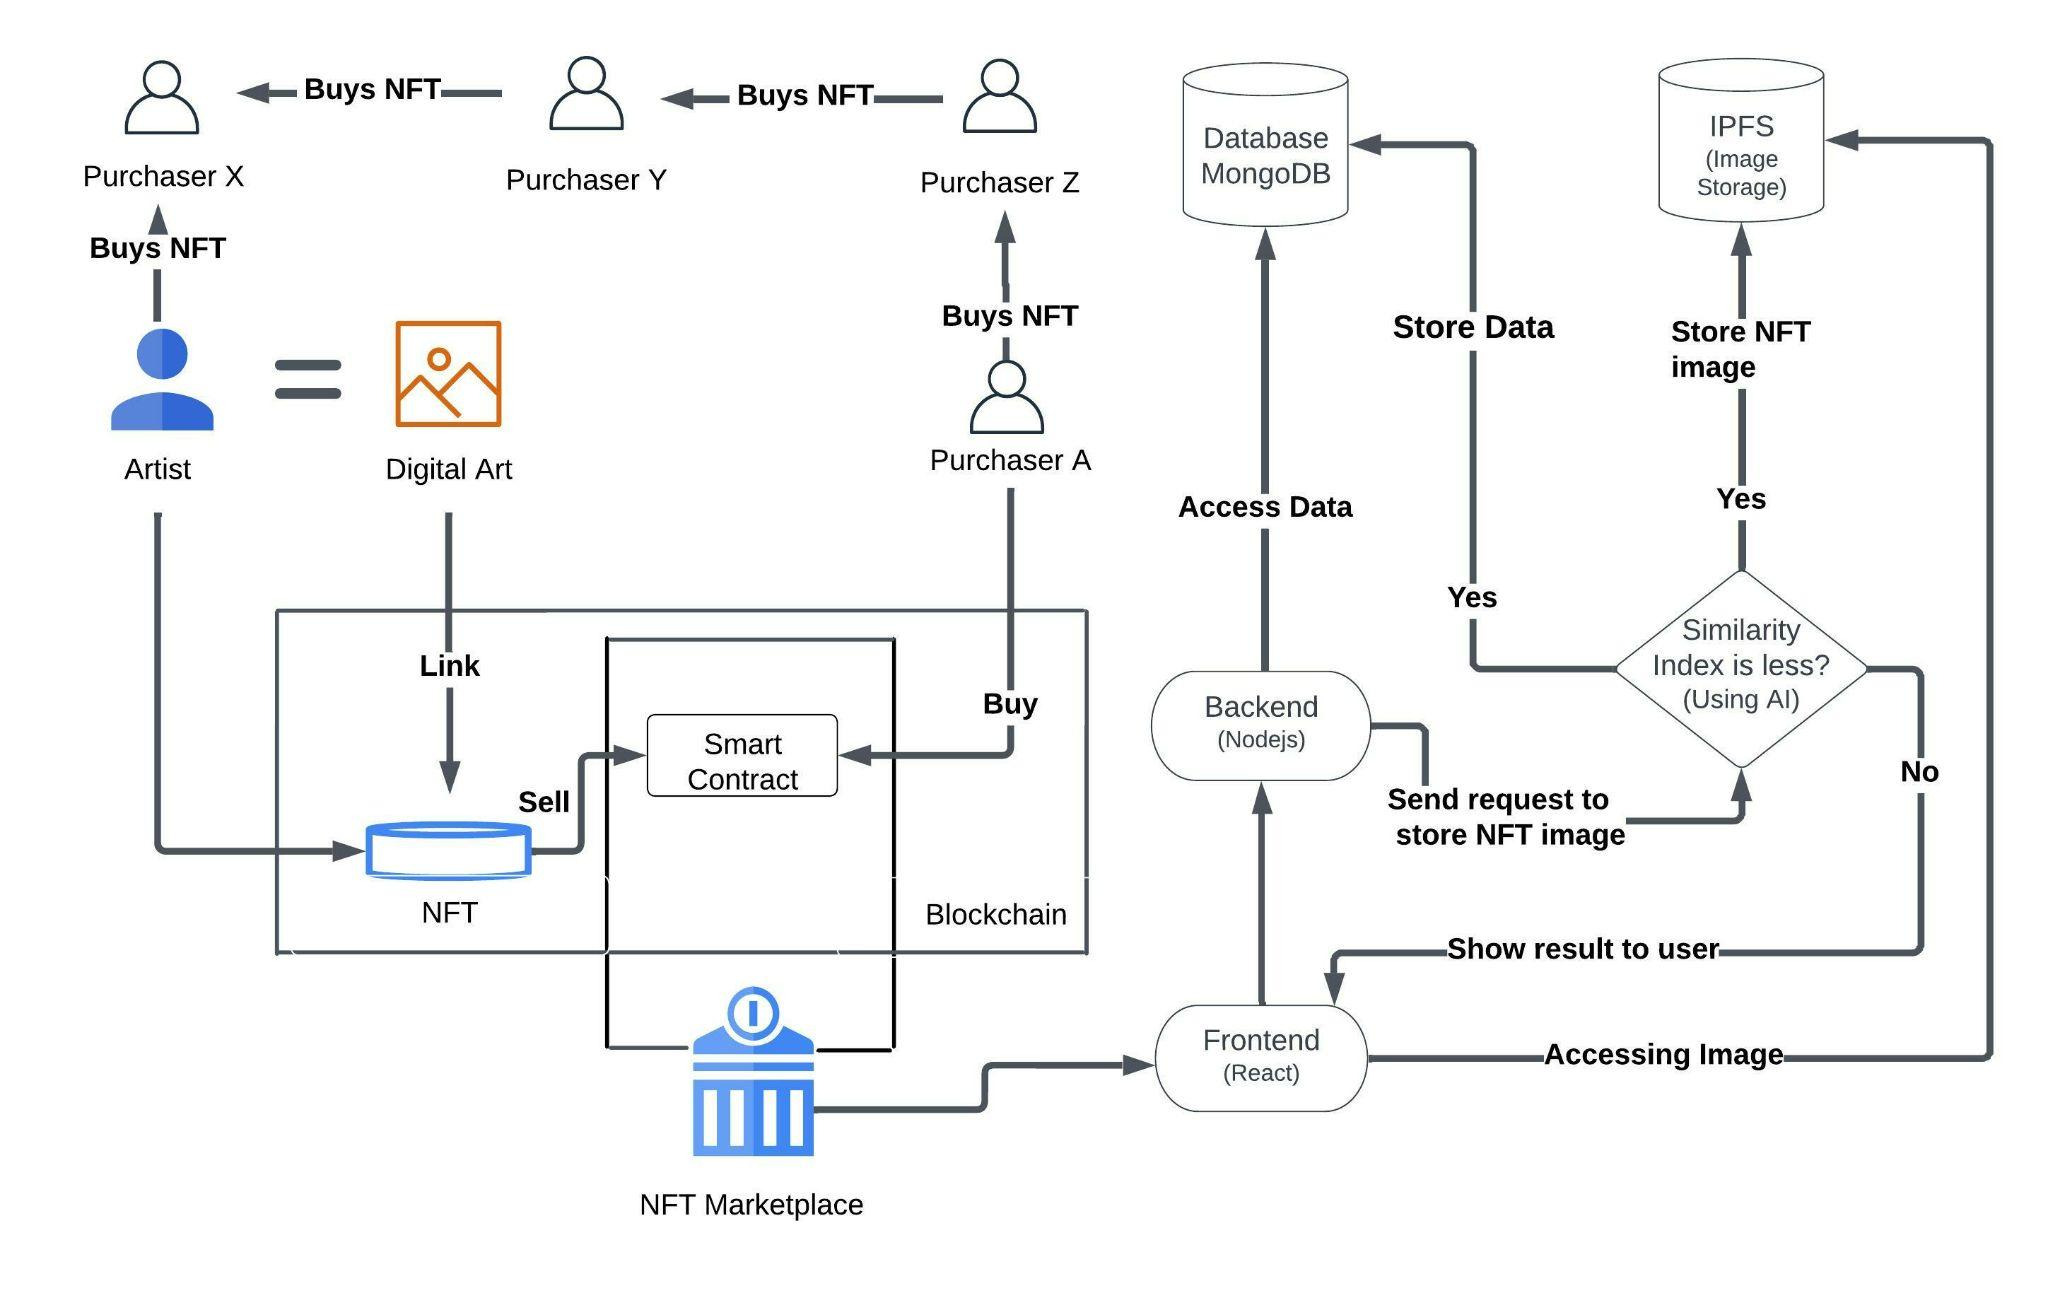 Buys NFT
Buys NFT
Purchaser X
Purchaser Y
Purchaser Z
Buys NFT
Buys NFT
Artist
Digital Art
Purchaser A
Link
Buy
Smart
Contract
Sell
NFT
Blockchain
NFT Marketplace
Database
MongoDB
IPFS
(Image
Storage)
Store Data
Store NFT
image
Access Data
Yes
Yes
Similarity
Index is less?
(Using AI)
Backend
(Nodejs)
No
Send request to
store NFT image
Show result to user
Frontend
(React)
Accessing Image